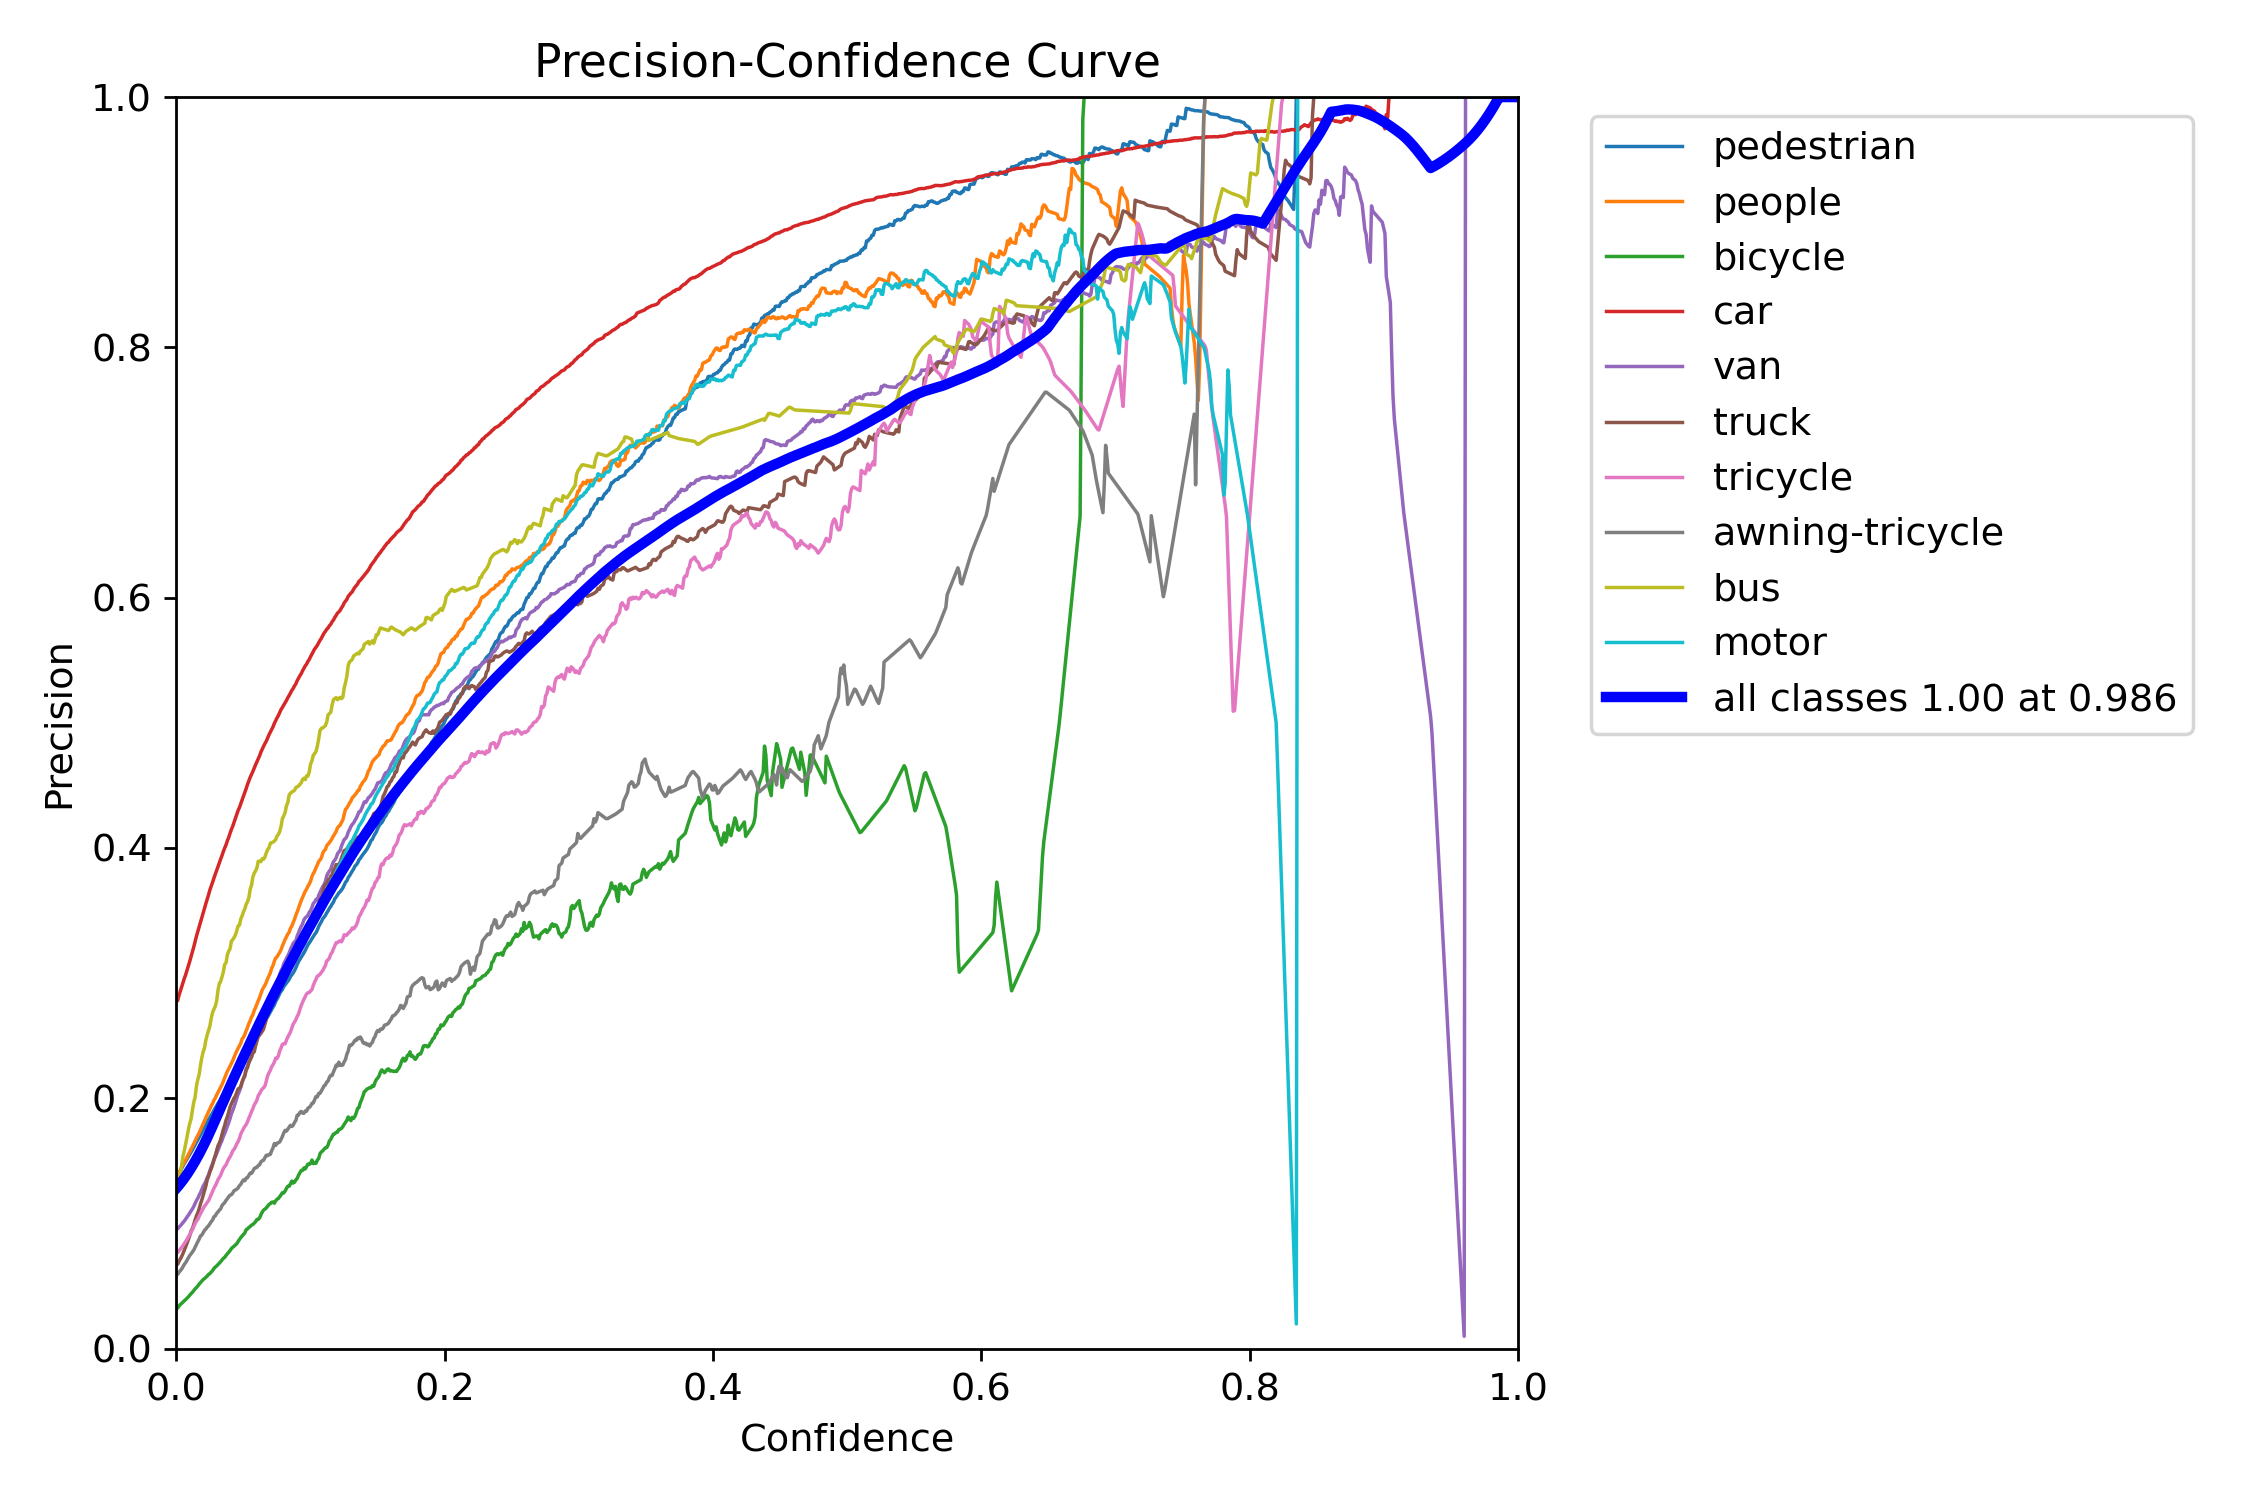 Precision-Confidence Curve
1.0
0.8
0.6
0.4
0.2
0.0
Precision
0.0 0.2 0.4 0.6 0.8 1.0
Confidence
pedestrian
people
bicycle
car
van
truck
tricycle
awning-tricycle
bus
motor
all classes 1.00 at 0.986